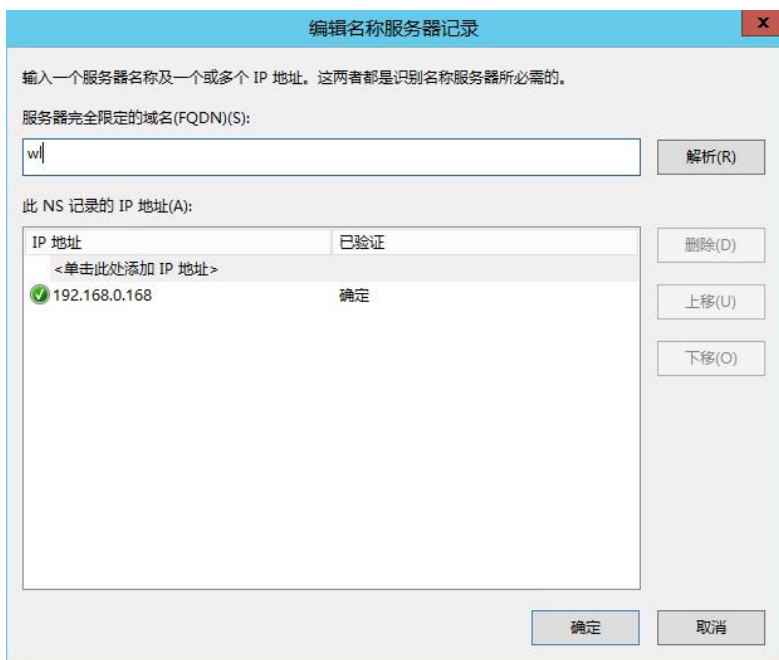 编辑名称服务器记录
x
输入一个服务器名称及一个或多个 IP 地址。这两者都是识别名称服务器所必需的。
服务器完全限定的域名(FQDN)(S):
wl 解析(R)
此 NS 记录的 IP 地址(A):
IP 地址 已验证 删除(D)
<单击此处添加 IP 地址>
192.168.0.168 确定 上移(U)
下移(O)
确定 取消